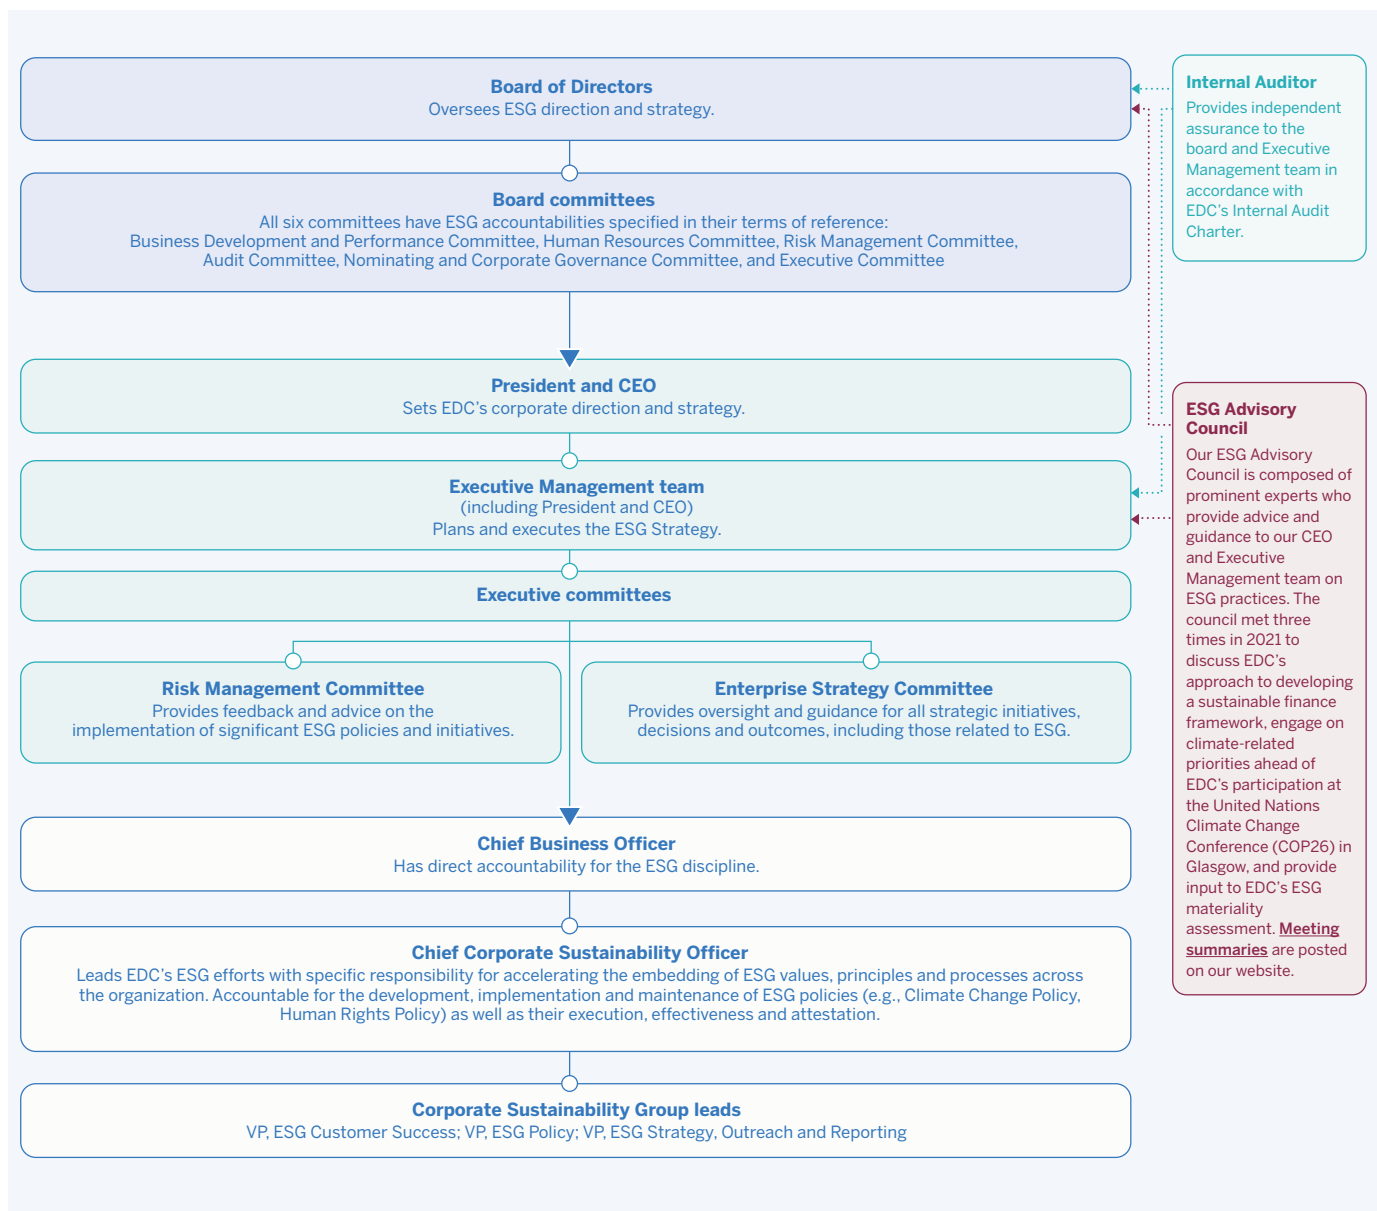 Board of Directors
Oversees ESG direction and strategy.
Board committees
All six committees have ESG accountabilities specified in their terms of reference:
Business Development and Performance Committee, Human Resources Committee, Risk Management Committee,
Audit Committee, Nominating and Corporate Governance Committee, and Executive Committee
President and CEO
Sets EDC’s corporate direction and strategy.
Executive Management team
(including President and CEO)
Plans and executes the ESG Strategy.
Executive committees
Risk Management Committee
Provides feedback and advice on the
implementation of significant ESG policies and initiatives.
Enterprise Strategy Committee
Provides oversight and guidance for all strategic initiatives,
decisions and outcomes, including those related to ESG.
Chief Business Officer
Has direct accountability for the ESG discipline.
Chief Corporate Sustainability Officer
Leads EDC’s ESG efforts with specific responsibility for accelerating the embedding of ESG values, principles and processes across
the organization. Accountable for the development, implementation and maintenance of ESG policies (e.g., Climate Change Policy,
Human Rights Policy) as well as their execution, effectiveness and attestation.
Corporate Sustainability Group leads
VP, ESG Customer Success; VP, ESG Policy; VP, ESG Strategy, Outreach and Reporting
Internal Auditor
Provides independent
assurance to the
board and Executive
Management team in
accordance with
EDC’s Internal Audit
Charter.
ESG Advisory
Council
Our ESG Advisory
Council is composed of
prominent experts who
provide advice and
guidance to our CEO
and Executive
Management team on
ESG practices. The
council met three
times in 2021 to
discuss EDC’s
approach to developing
a sustainable finance
framework, engage on
climate-related
priorities ahead of
EDC’s participation at
the United Nations
Climate Change
Conference (COP26) in
Glasgow, and provide
input to EDC’s ESG
materiality
assessment. Meeting
summaries are posted
on our website.